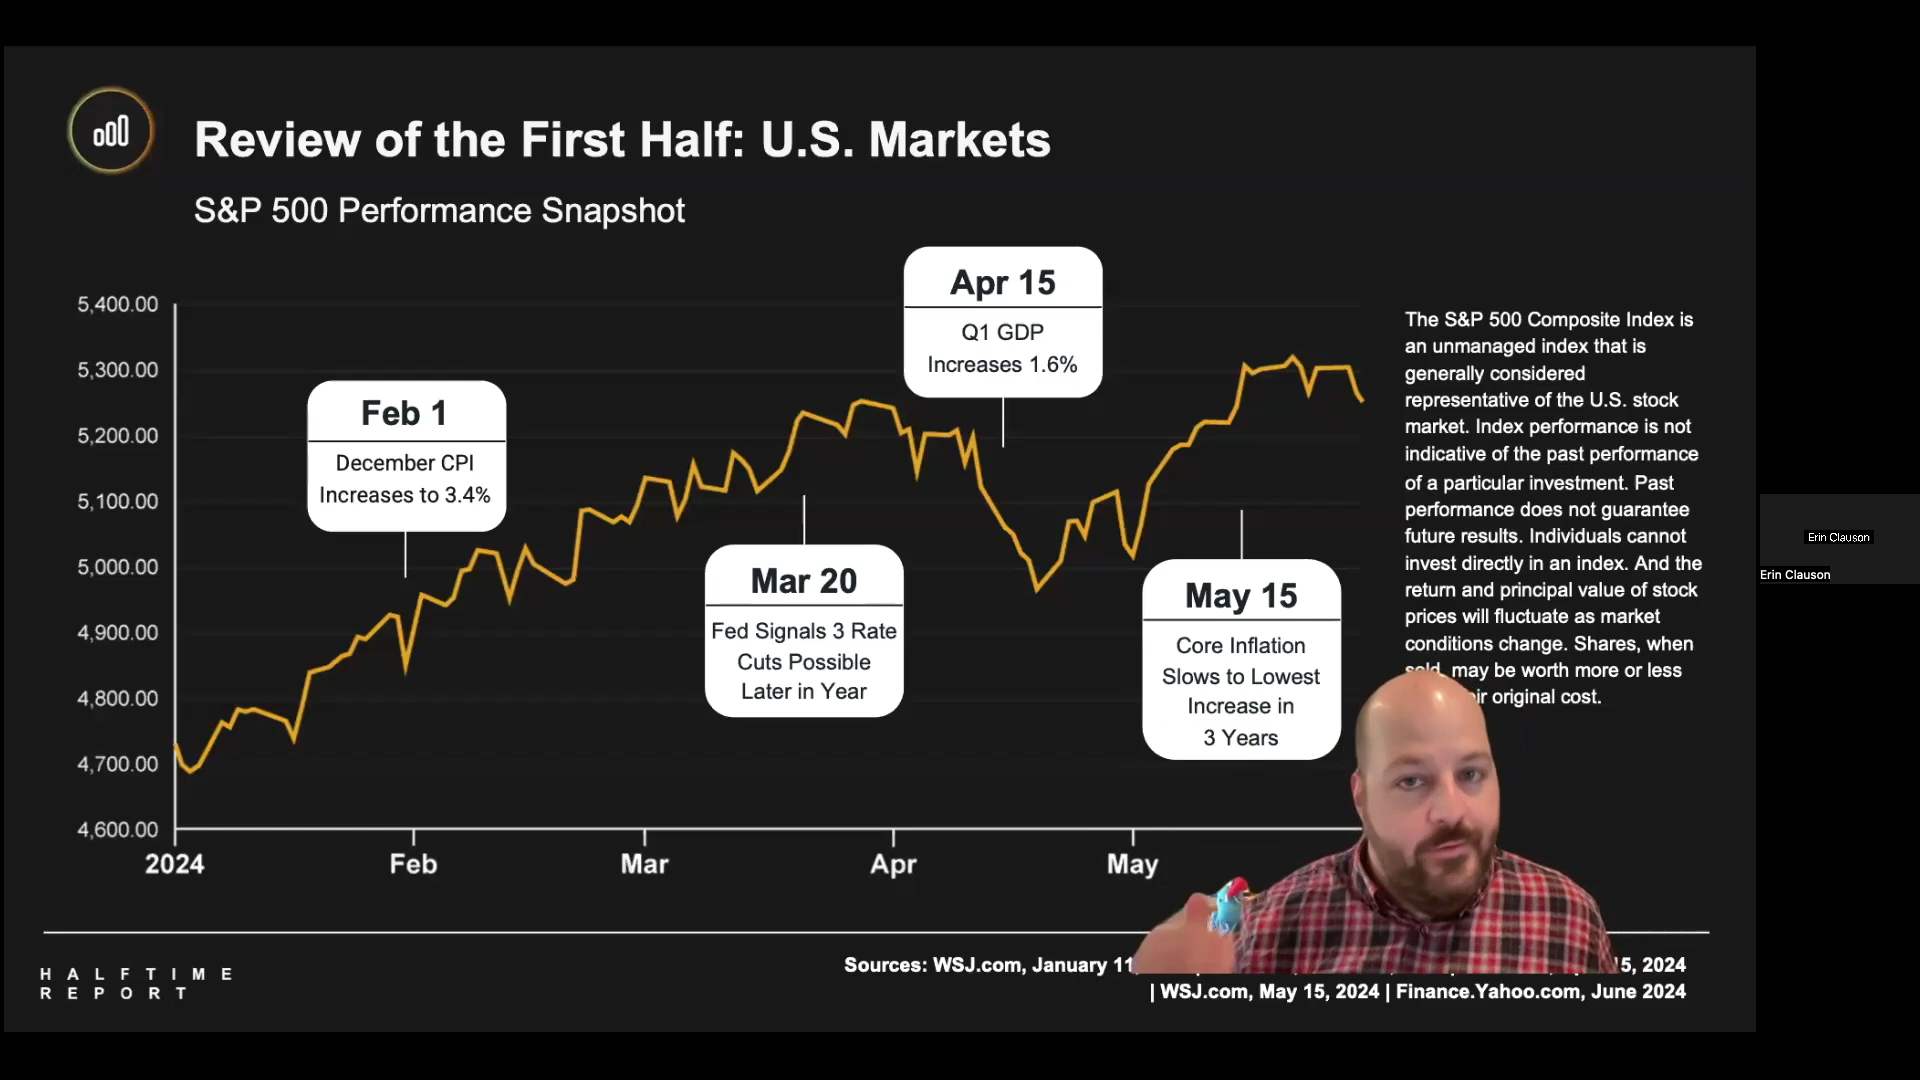 Review of the First Half: U.S. Markets
S&P 500 Performance Snapshot
5,400.00
5,300.00
5,200.00
5,100.00
5,000.00
4,900.00
4,800.00
4,700.00
4,600.00
2024
Feb
Mar
Apr
May
Feb 1
December CPI
Increases to 3.4%
Mar 20
Fed Signals 3 Rate
Cuts Possible
Later in Year
Apr 15
Q1 GDP
Increases 1.6%
May 15
Core Inflation
Slows to Lowest
Increase in
3 Years
The S&P 500 Composite Index is
an unmanaged index that is
generally considered
representative of the U.S. stock
market. Index performance is not
indicative of the past performance
of a particular investment. Past
performance does not guarantee
future results. Individuals cannot
invest directly in an index. And the
return and principal value of stock
prices will fluctuate as market
conditions change. Shares, when
may be worth more or less
original cost.
Erin Clauson
Erin Clauson
HALFTIME
REPORT
Sources: WSJ.com, January 11, 5, 2024
| WSJ.com, May 15, 2024 | Finance.Yahoo.com, June 2024